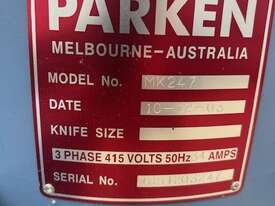 PARKEN
MELBOURNE-AUSTRALIA
MODEL No. MK247
DATE
KNIFE SIZE
3 PHASE 415 VOLTS 50Hz AMPS
SERIAL No.